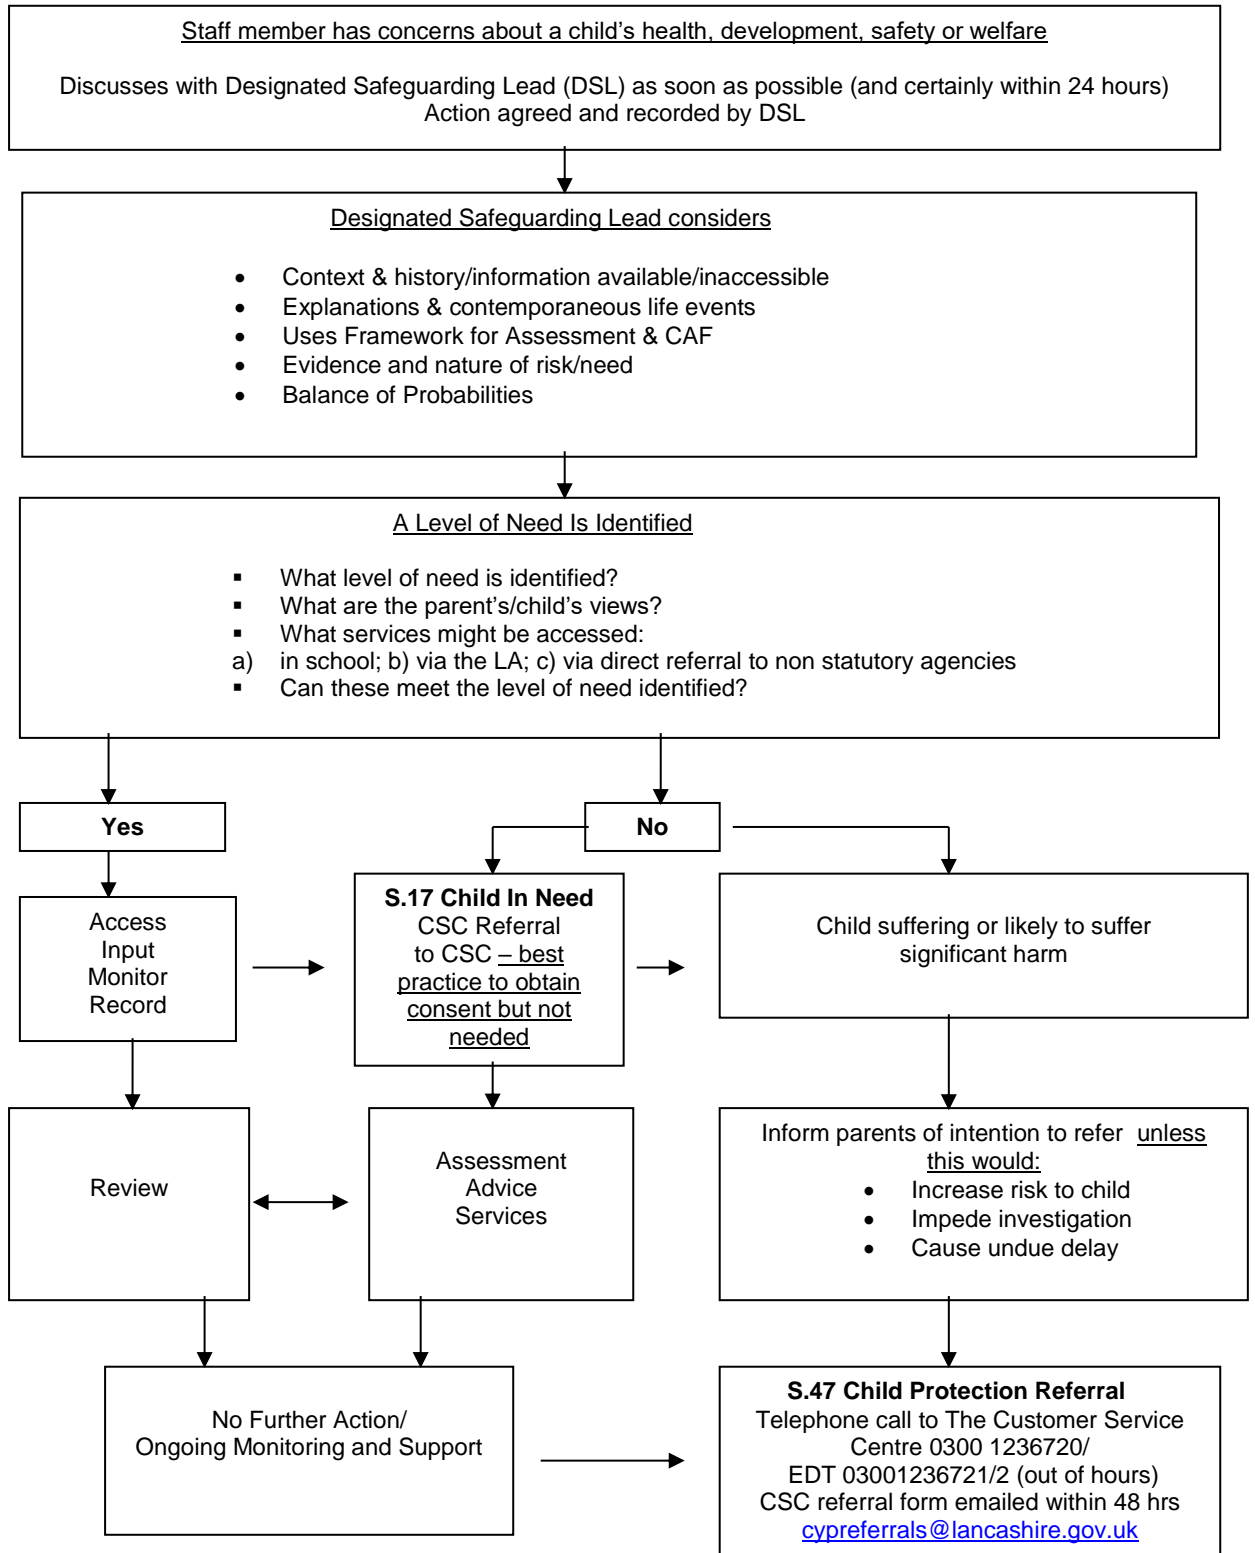 Staff member has concerns about a child's health, development, safety or welfare
Discusses with Designated Safeguarding Lead (DSL) as soon as possible (and certainly within 24 hours)
Action agreed and recorded by DSL
Designated Safeguarding Lead considers
• Context & history/information available/inaccessible
• Explanations & contemporaneous life events
• Uses Framework for Assessment & CAF
• Evidence and nature of risk/need
• Balance of Probabilities
A Level of Need Is Identified
▪ What level of need is identified?
▪ What are the parent's/child's views?
▪ What services might be accessed:
a) in school; b) via the LA; c) via direct referral to non statutory agencies
▪ Can these meet the level of need identified?
Yes
No
Access
Input
Monitor
Record
S.17 Child In Need
CSC Referral
to CSC – best
practice to obtain
consent but not
needed
Child suffering or likely to suffer
significant harm
Review
Assessment
Advice
Services
Inform parents of intention to refer unless
this would:
• Increase risk to child
• Impede investigation
• Cause undue delay
No Further Action/
Ongoing Monitoring and Support
S.47 Child Protection Referral
Telephone call to The Customer Service
Centre 0300 1236720/
EDT 03001236721/2 (out of hours)
CSC referral form emailed within 48 hrs
cypreferrals@lancashire.gov.uk